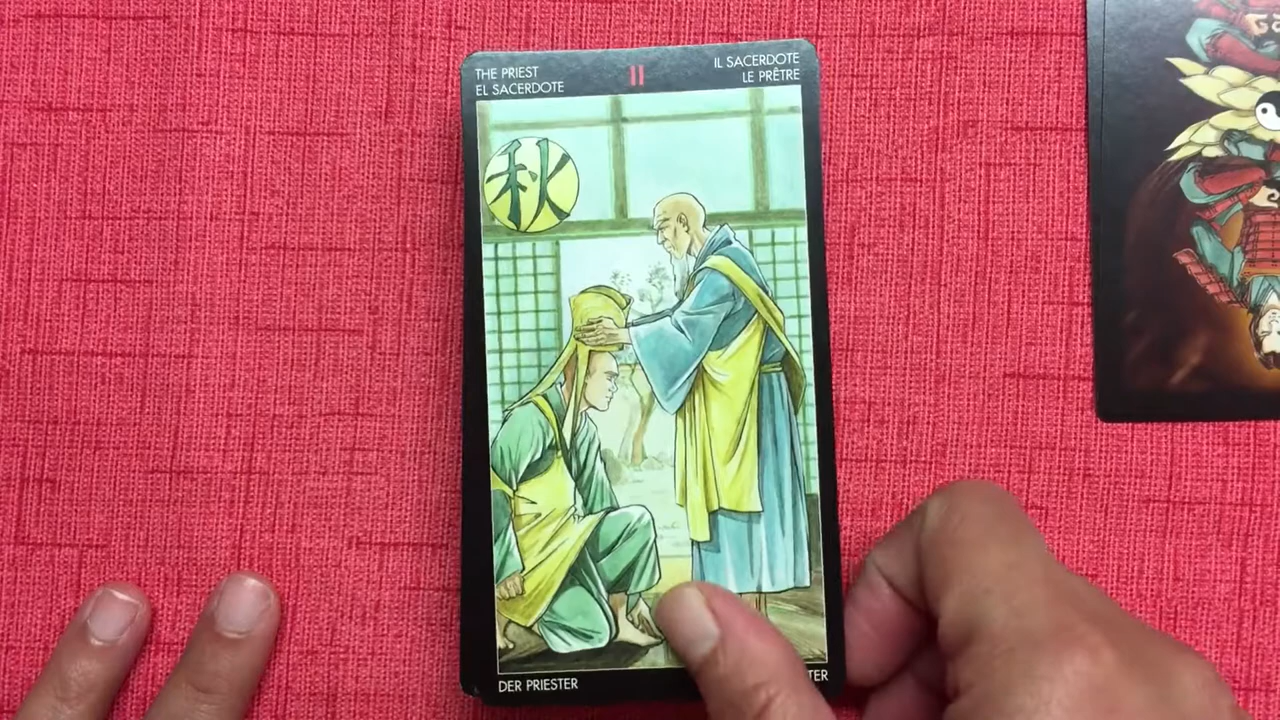 THE PRIEST
EL SACERDOTE
II
IL SACERDOTE
LE PRÊTRE
秋
DER PRIESTER